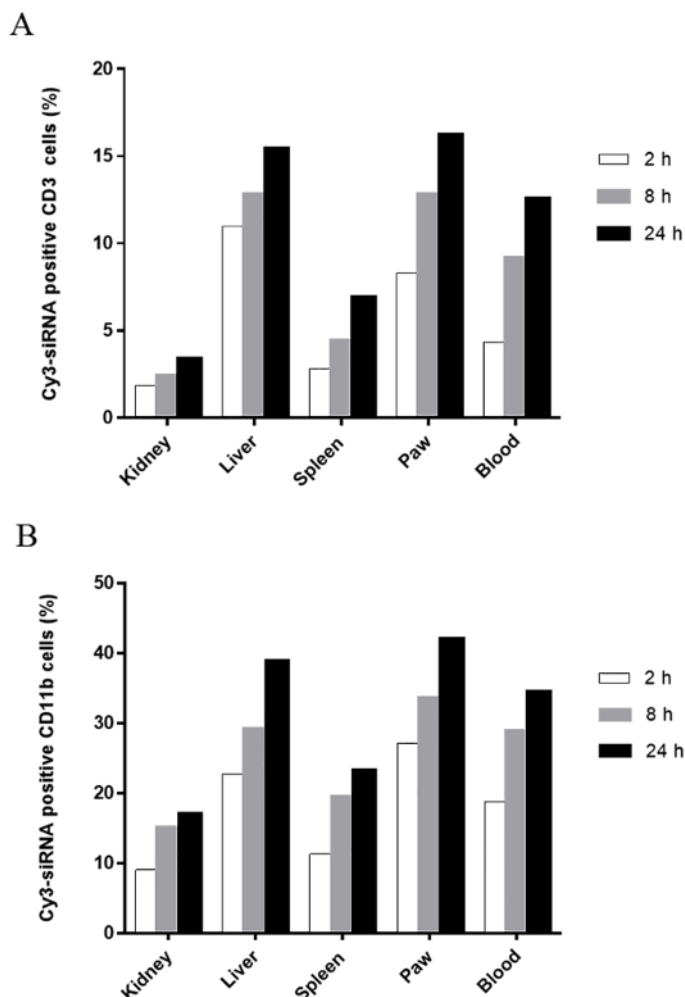 A
Cy3-siRNA positive CD3 cells (%)
20
15
10
5
0
Kidney
Liver
Spleen
Paw
Blood
2 h
8 h
24 h
B
Cy3-siRNA positive CD11b cells (%)
50
40
30
20
10
0
Kidney
Liver
Spleen
Paw
Blood
2 h
8 h
24 h